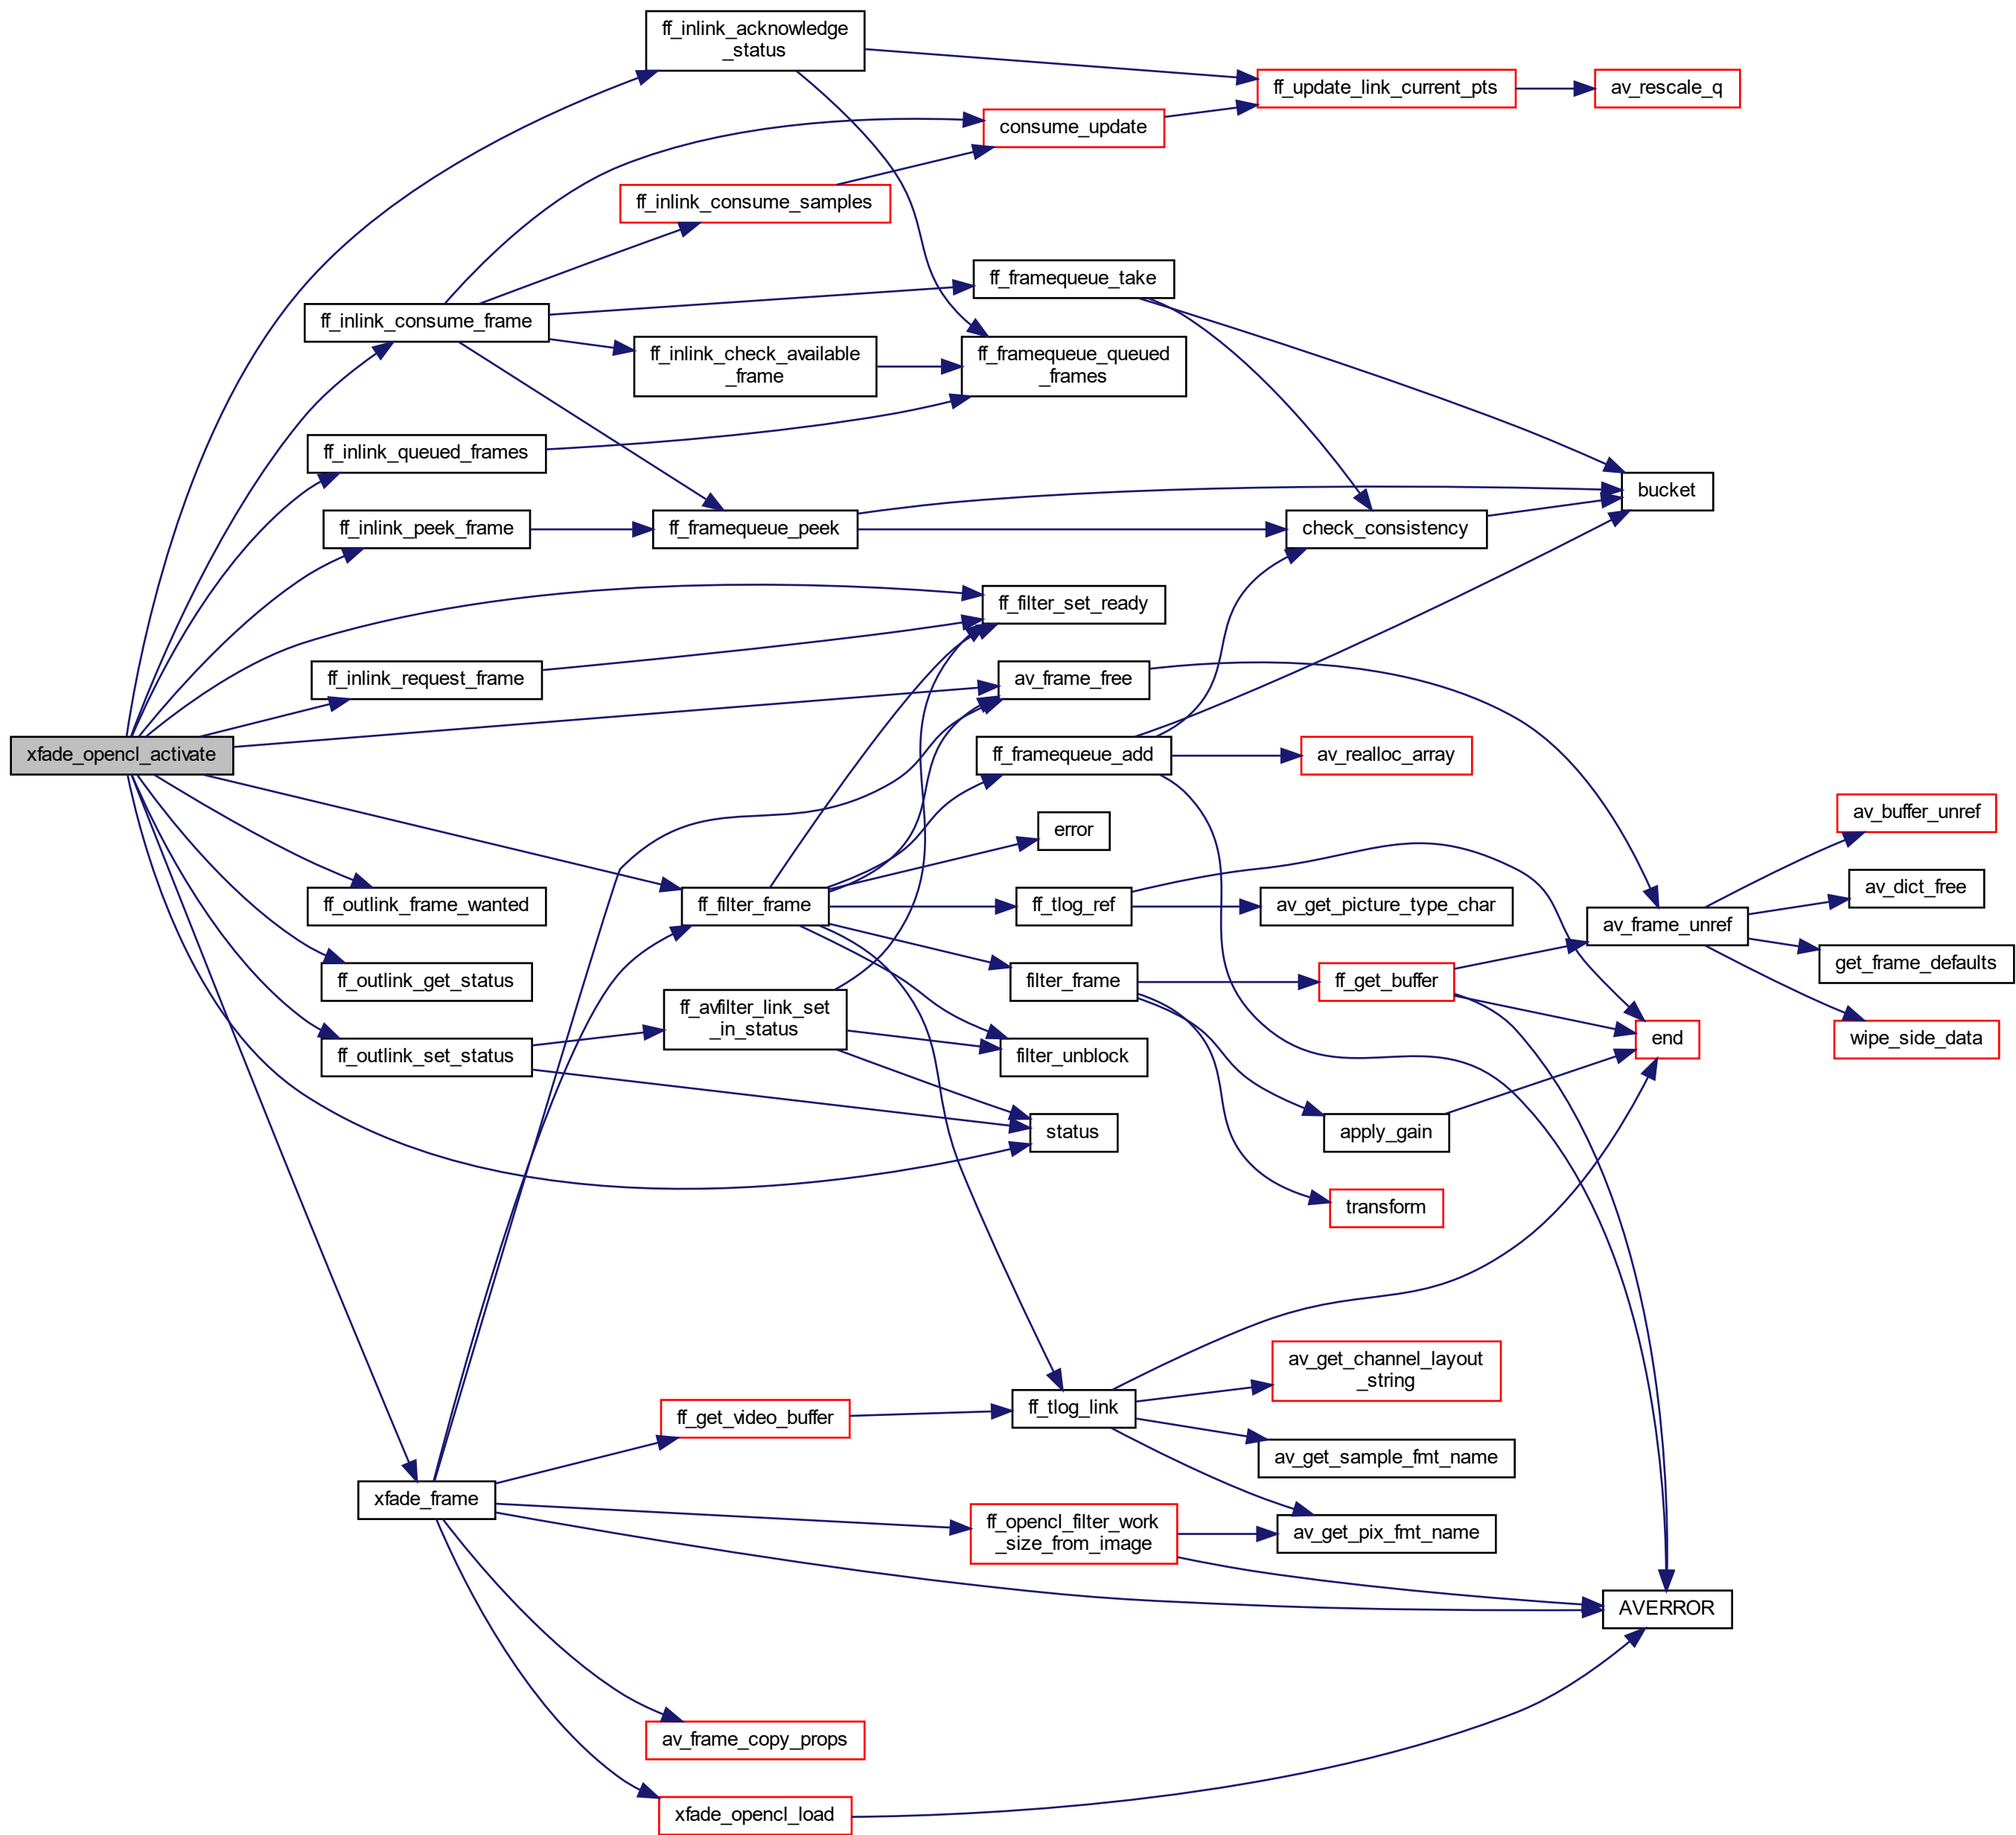 ff_inlink_acknowledge
_status
ff_update_link_current_pts
av_rescale_q
consume_update
ff_inlink_consume_samples
ff_framequeue_take
ff_inlink_consume_frame
ff_inlink_check_available
_frame
ff_framequeue_queued
_frames
ff_inlink_queued_frames
bucket
ff_inlink_peek_frame
ff_framequeue_peek
check_consistency
ff_filter_set_ready
ff_inlink_request_frame
av_frame_free
xfade_opencl_activate
ff_framequeue_add
av_realloc_array
av_buffer_unref
error
av_dict_free
ff_outlink_frame_wanted
ff_filter_frame
ff_tlog_ref
av_get_picture_type_char
av_frame_unref
get_frame_defaults
ff_outlink_get_status
filter_frame
ff_get_buffer
ff_avfilter_link_set
_in_status
end
wipe_side_data
ff_outlink_set_status
filter_unblock
status
apply_gain
transform
av_get_channel_layout
_string
ff_get_video_buffer
ff_tlog_link
av_get_sample_fmt_name
xfade_frame
ff_opencl_filter_work
_size_from_image
av_get_pix_fmt_name
AVERROR
av_frame_copy_props
xfade_opencl_load